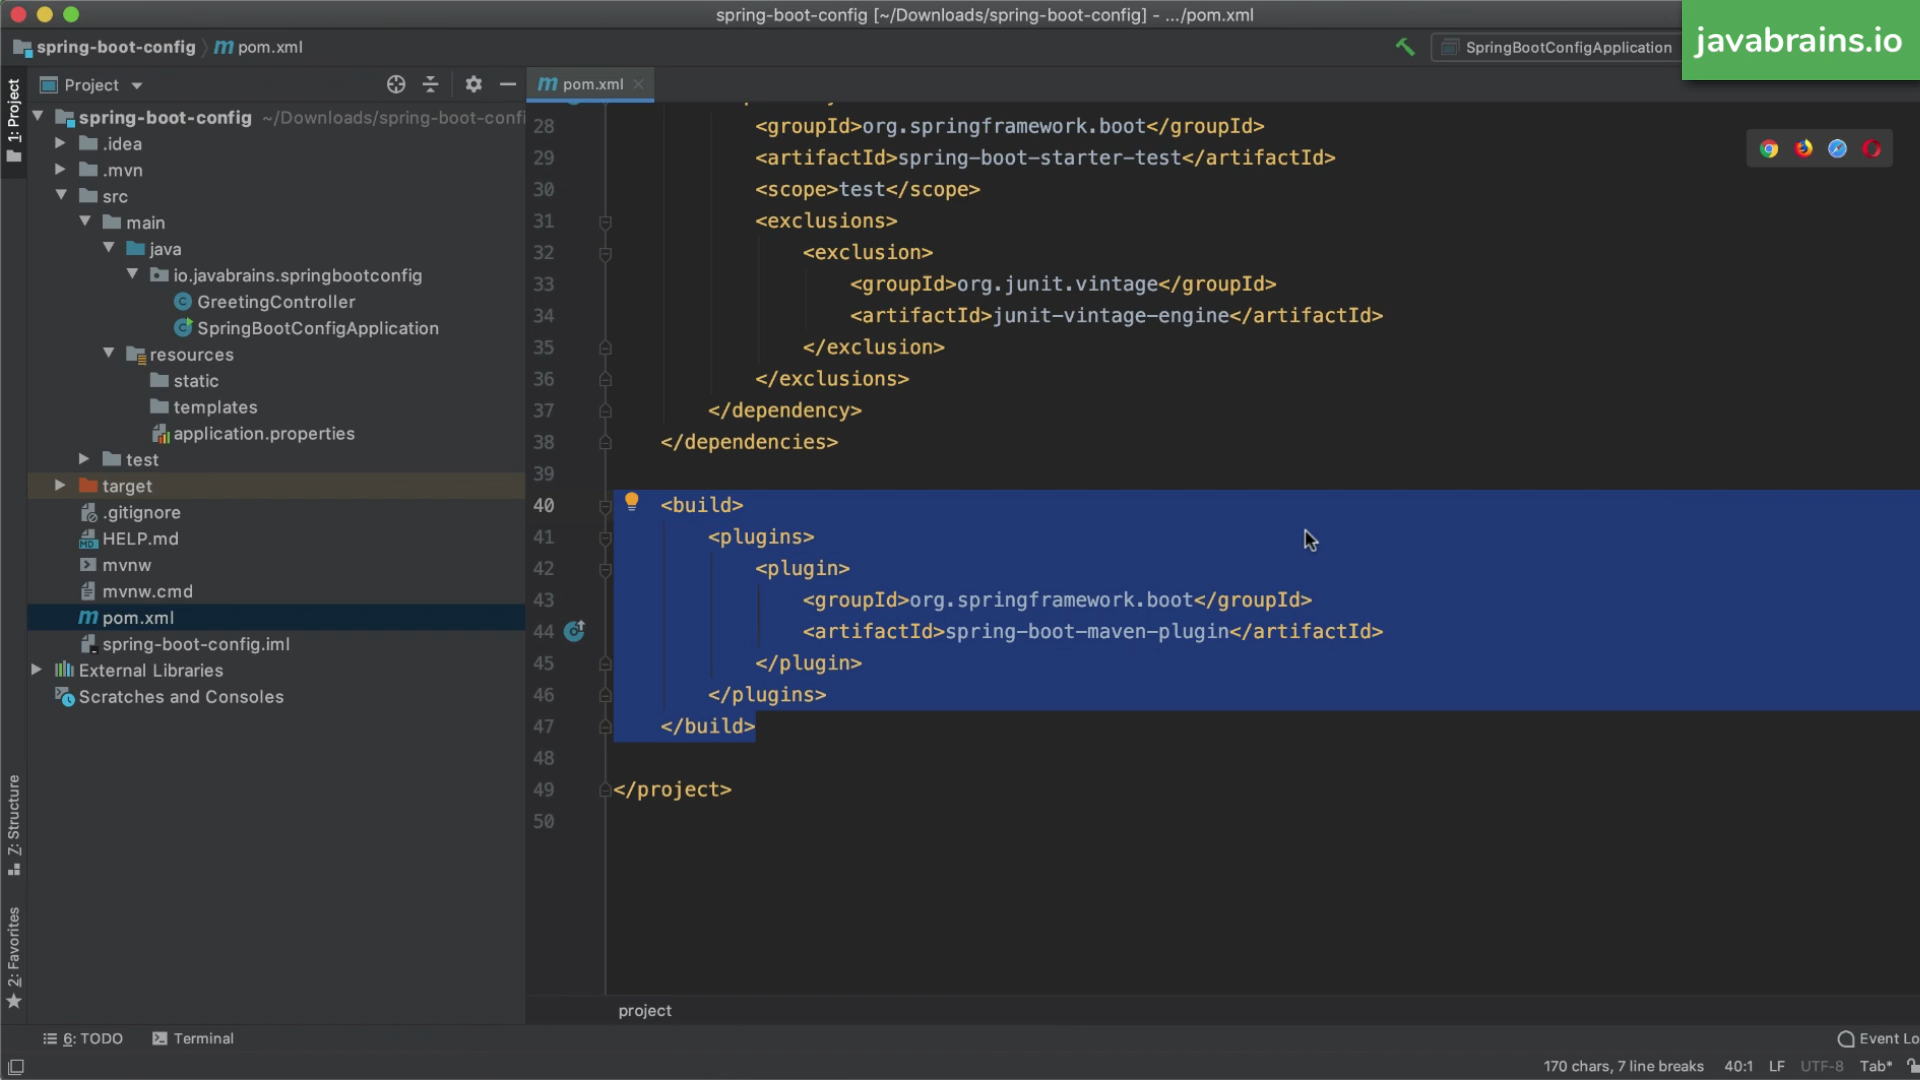 spring-boot-config [~/Downloads/spring-boot-config] - .../pom.xml
javabrains.io
spring-boot-config
pom.xml
SpringBootConfigApplication
1: Project
Project
pom.xml
spring-boot-config ~/Downloads/spring-boot-confi
.idea
.mvn
src
main
java
io.javabrains.springbootconfig
GreetingController
SpringBootConfigApplication
resources
static
templates
application.properties
test
target
.gitignore
HELP.md
mvnw
mvnw.cmd
pom.xml
spring-boot-config.iml
External Libraries
Scratches and Consoles
28 <groupId>org.springframework.boot</groupId>
29 <artifactId>spring-boot-starter-test</artifactId>
30 <scope>test</scope>
31 <exclusions>
32 <exclusion>
33 <groupId>org.junit.vintage</groupId>
34 <artifactId>junit-vintage-engine</artifactId>
35 </exclusion>
36 </exclusions>
37 </dependency>
38 </dependencies>
39
40 <build>
41 <plugins>
42 <plugin>
43 <groupId>org.springframework.boot</groupId>
44 <artifactId>spring-boot-maven-plugin</artifactId>
45 </plugin>
46 </plugins>
47 </build>
48
49 </project>
50
Z: Structure
2: Favorites
project
6: TODO
Terminal
Event Lo
170 chars, 7 line breaks 40:1 LF UTF-8 Tab*